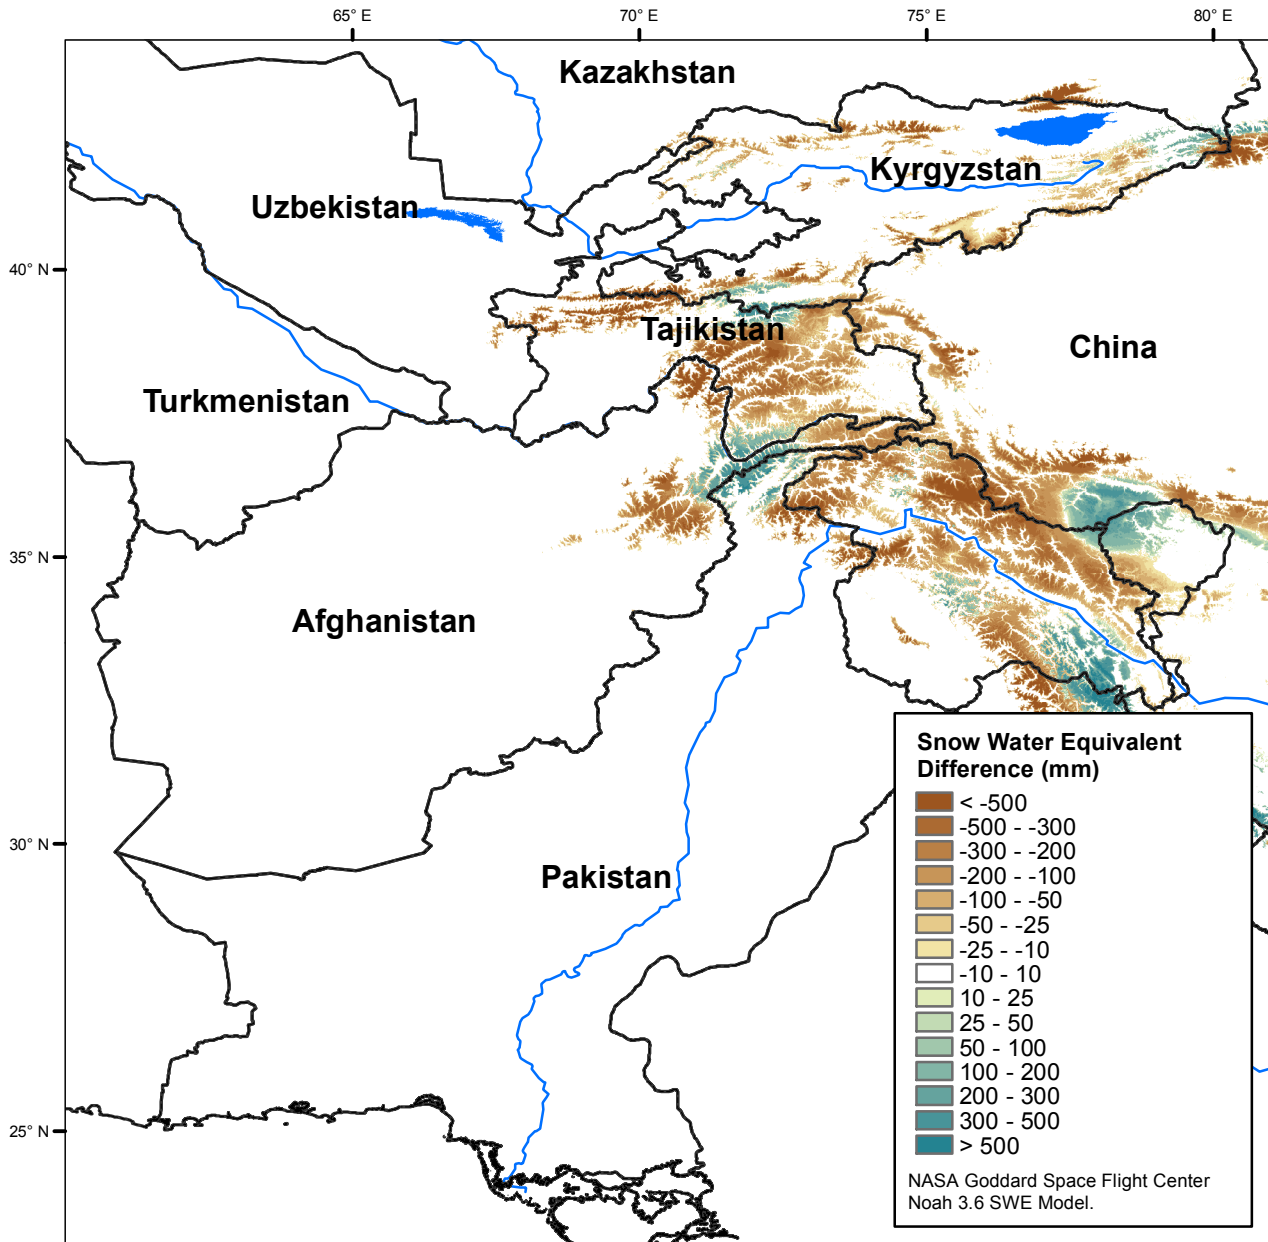 65° E
70° E
75° E
80° E
Kazakhstan
Kyrgyzstan
Uzbekistan
40° N
Tajikistan
China
Turkmenistan
35° N
Afghanistan
Snow Water Equivalent
Difference (mm)
< -500
-500 - -300
-300 - -200
-200 - -100
-100 - -50
-50 - -25
-25 - -10
-10 - 10
10 - 25
25 - 50
50 - 100
100 - 200
200 - 300
300 - 500
> 500
30° N
Pakistan
25° N
NASA Goddard Space Flight Center
Noah 3.6 SWE Model.